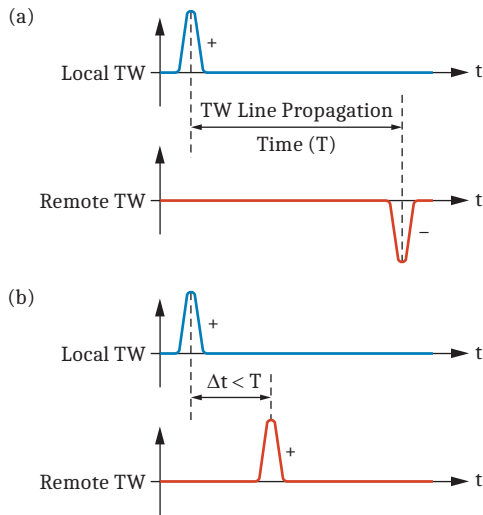 (a)
+
Local TW
t
TW Line Propagation
Time (T)
Remote TW
t
−
(b)
+
Local TW
t
Δt < T
+
Remote TW
t